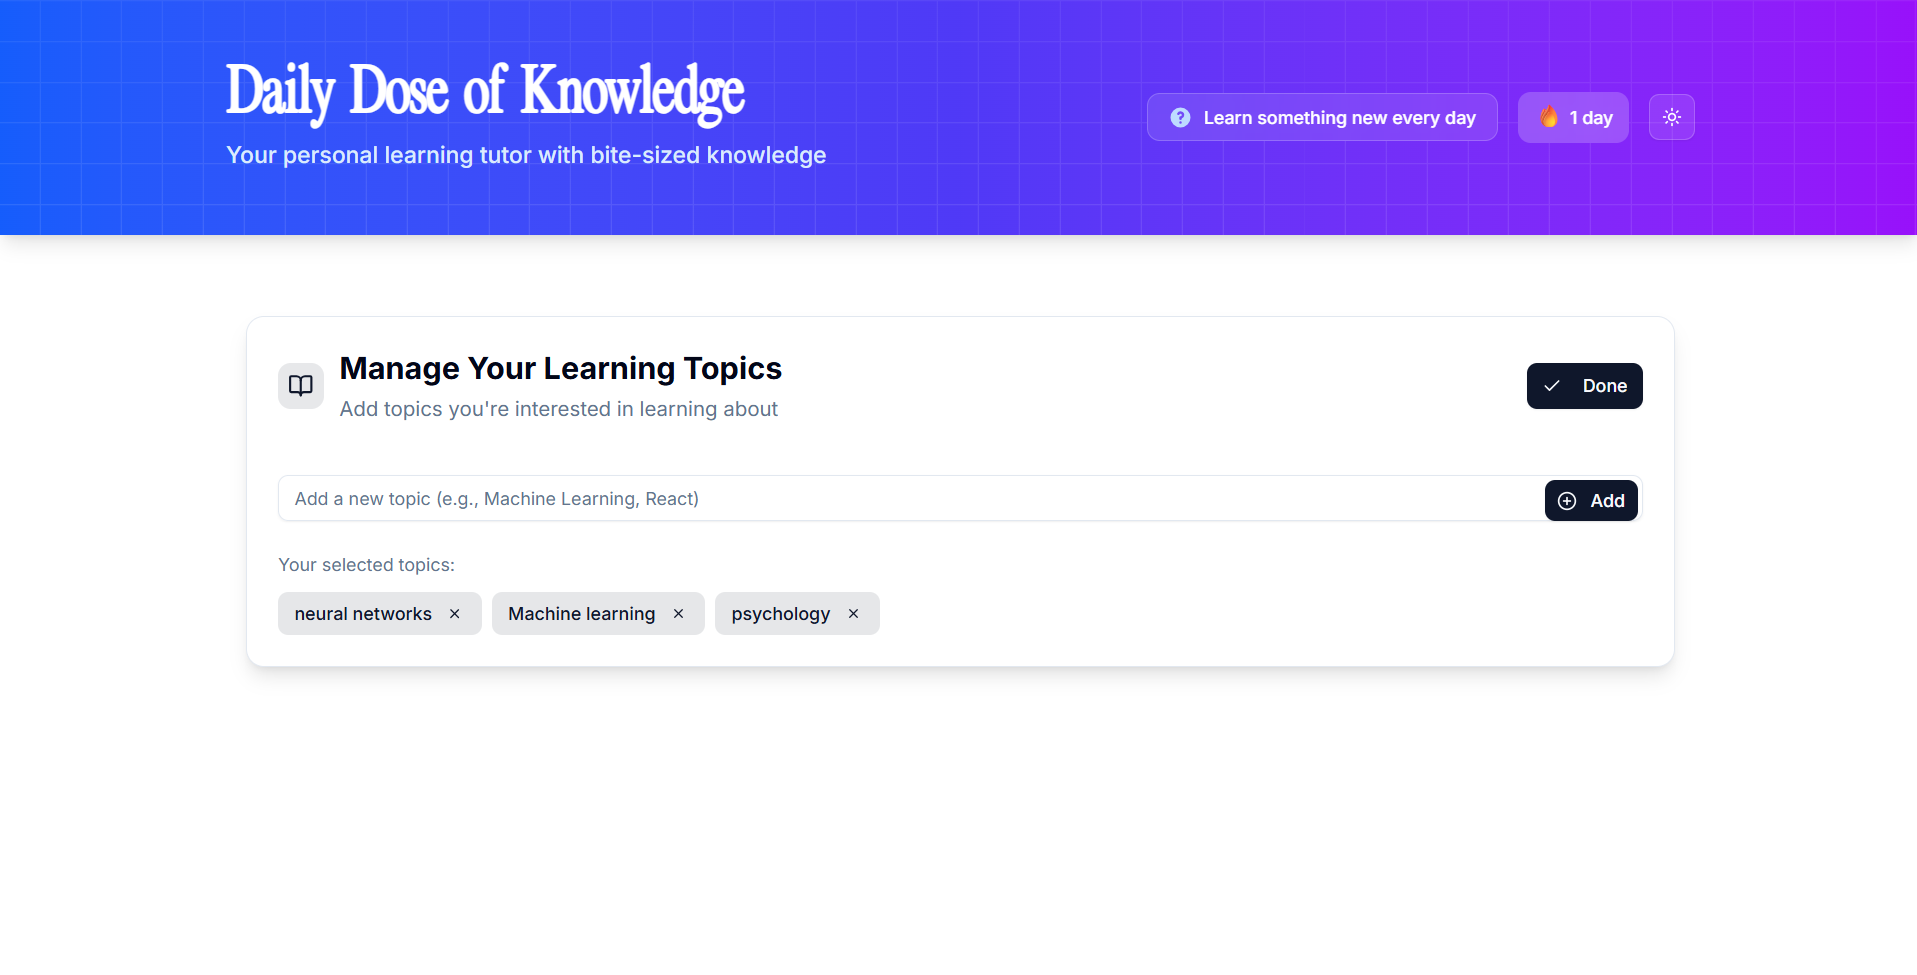 Daily Dose of Knowledge
Your personal learning tutor with bite-sized knowledge
? Learn something new every day
1 day
Manage Your Learning Topics
Add topics you're interested in learning about
Done
Add a new topic (e.g., Machine Learning, React)
Add
Your selected topics:
neural networks
Machine learning
psychology